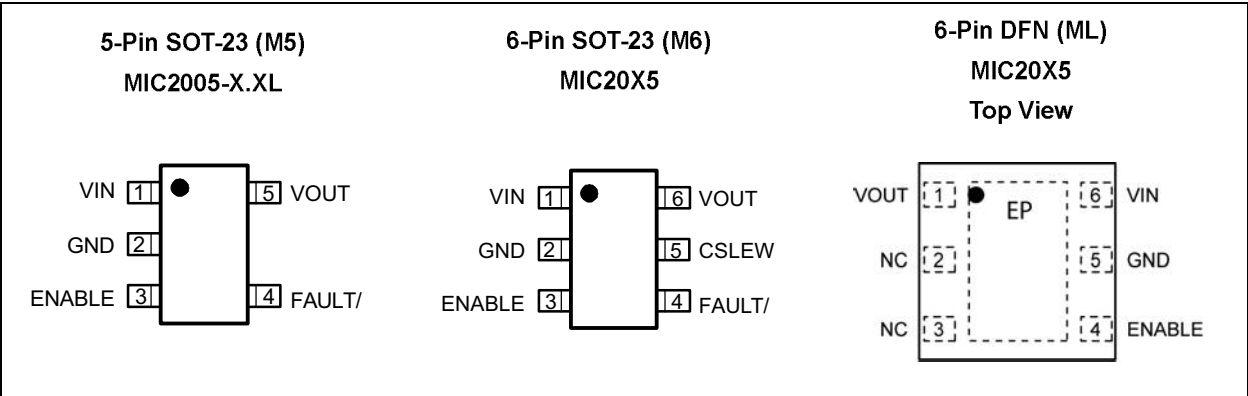 5-Pin SOT-23 (M5)
MIC2005-X.XL
VIN 1 5 VOUT
GND 2
ENABLE 3 4 FAULT/
6-Pin SOT-23 (M6)
MIC20X5
VIN 1 6 VOUT
GND 2 5 CSLEW
ENABLE 3 4 FAULT/
6-Pin DFN (ML)
MIC20X5
Top View
VOUT 1 EP 6 VIN
NC 2 5 GND
NC 3 4 ENABLE